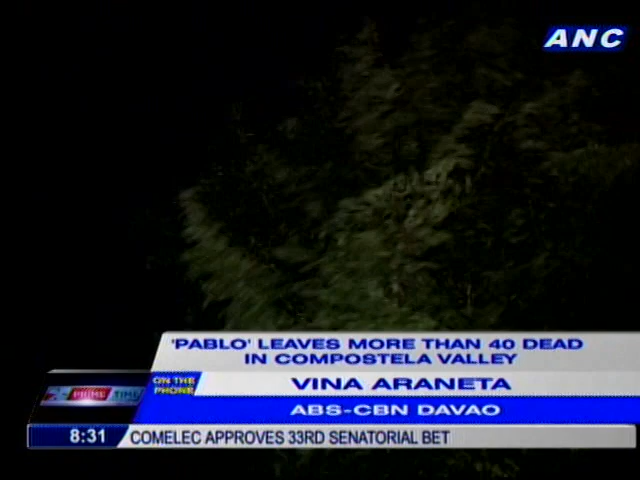 ANC
'PABLO' LEAVES MORE THAN 40 DEAD
IN COMPOSTELA VALLEY
ON THE
PHONE
VINA ARANETA
PRIME TIME
ABS-CBN DAVAO
8:31
COMELEC APPROVES 33RD SENATORIAL BET